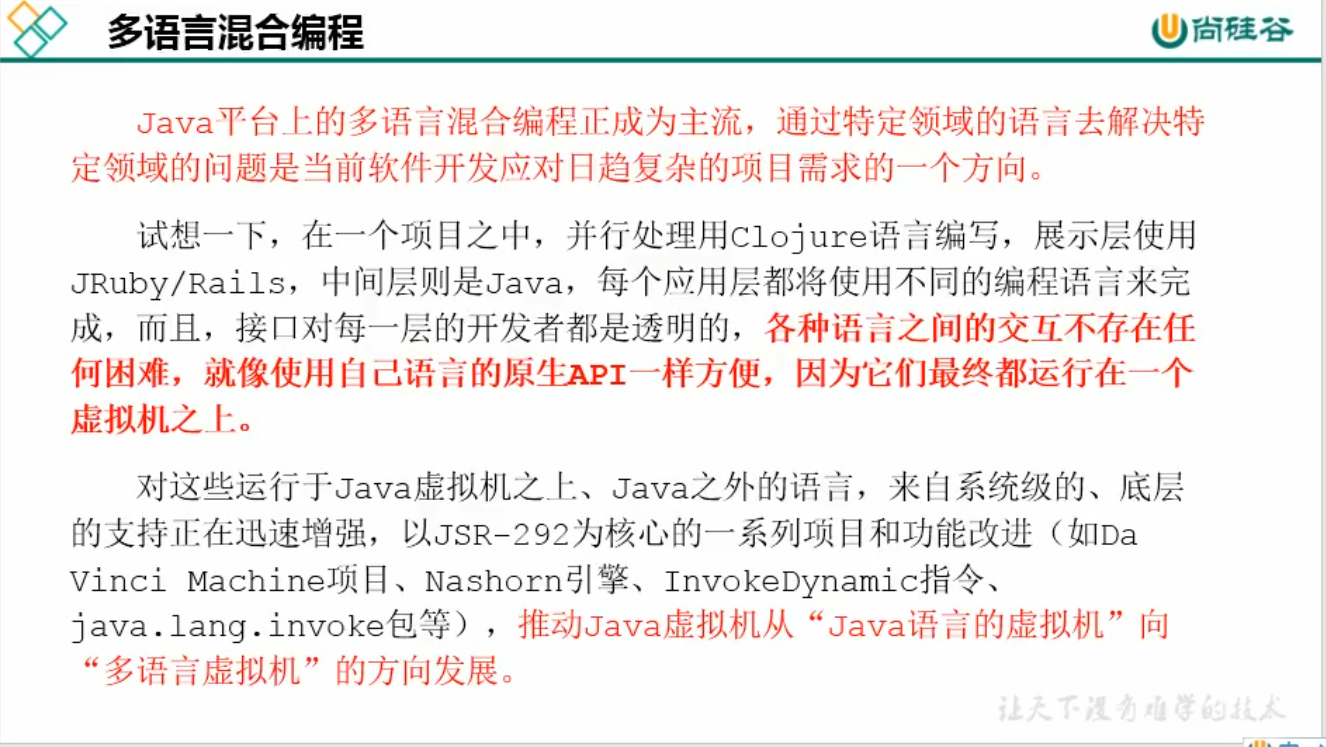 多语言混合编程
尚硅谷
Java平台上的多语言混合编程正成为主流，通过特定领域的语言去解决特
定领域的问题是当前软件开发应对日趋复杂的项目需求的一个方向。
试想一下，在一个项目之中，并行处理用Clojure语言编写，展示层使用
JRuby/Rails，中间层则是Java，每个应用层都将使用不同的编程语言来完
成，而且，接口对每一层的开发者都是透明的，各种语言之间的交互不存在任
何困难，就像使用自己语言的原生API一样方便，因为它们最终都运行在一个
虚拟机之上。
对这些运行于Java虚拟机之上、Java之外的语言，来自系统级的、底层
的支持正在迅速增强，以JSR-292为核心的一系列项目和功能改进（如Da
Vinci Machine项目、Nashorn引擎、InvokeDynamic指令、
java.lang.invoke包等），推动Java虚拟机从“Java语言的虚拟机”向
“多语言虚拟机”的方向发展。
让天下没有难学的技术